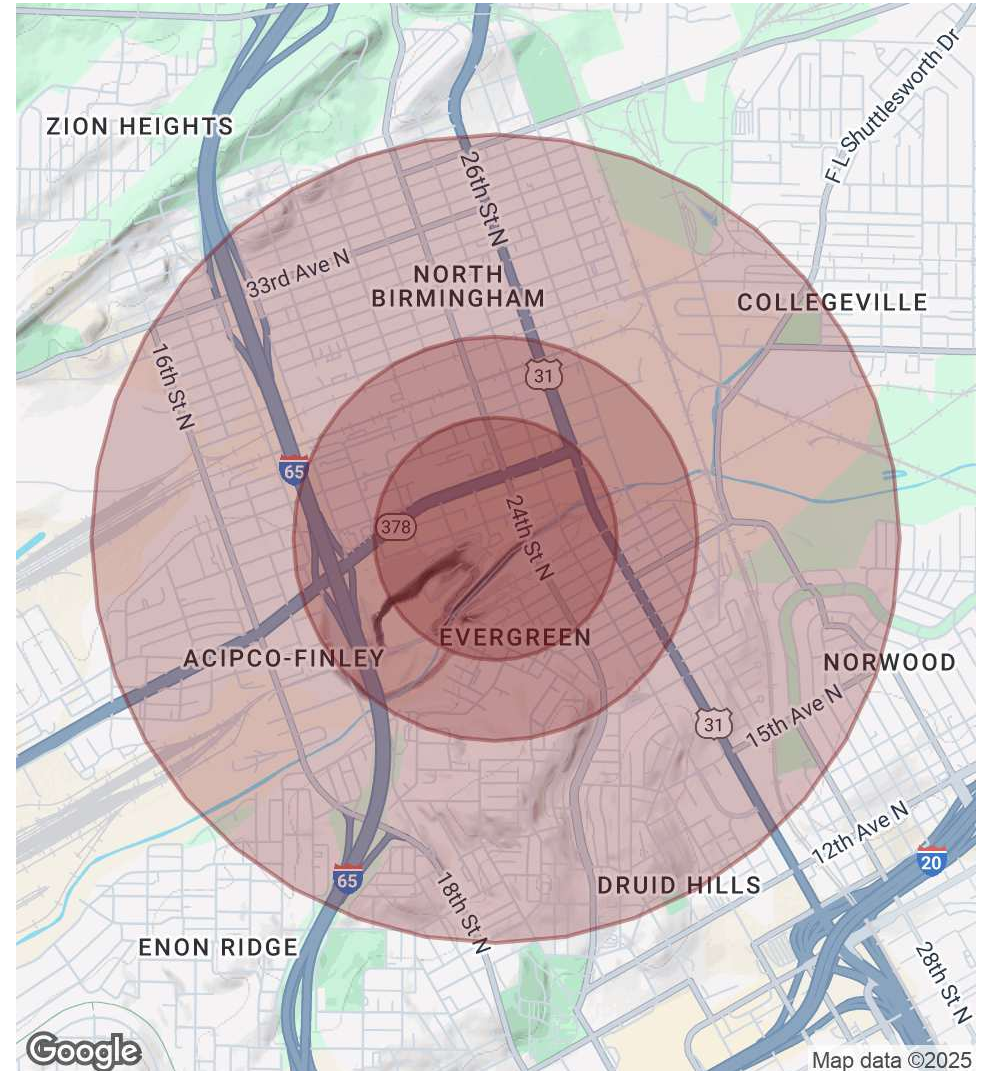 F L Shuttlesworth Dr
ZION HEIGHTS
26th St N
33rd Ave N
NORTH
BIRMINGHAM
COLLEGEVILLE
16th St N
31
65
378
24th St N
EVERGREEN
ACIPCO-FINLEY
NORWOOD
31
15th Ave N
12th Ave N
20
65
DRUID HILLS
18th St N
ENON RIDGE
28th St N
Google
Map data ©2025